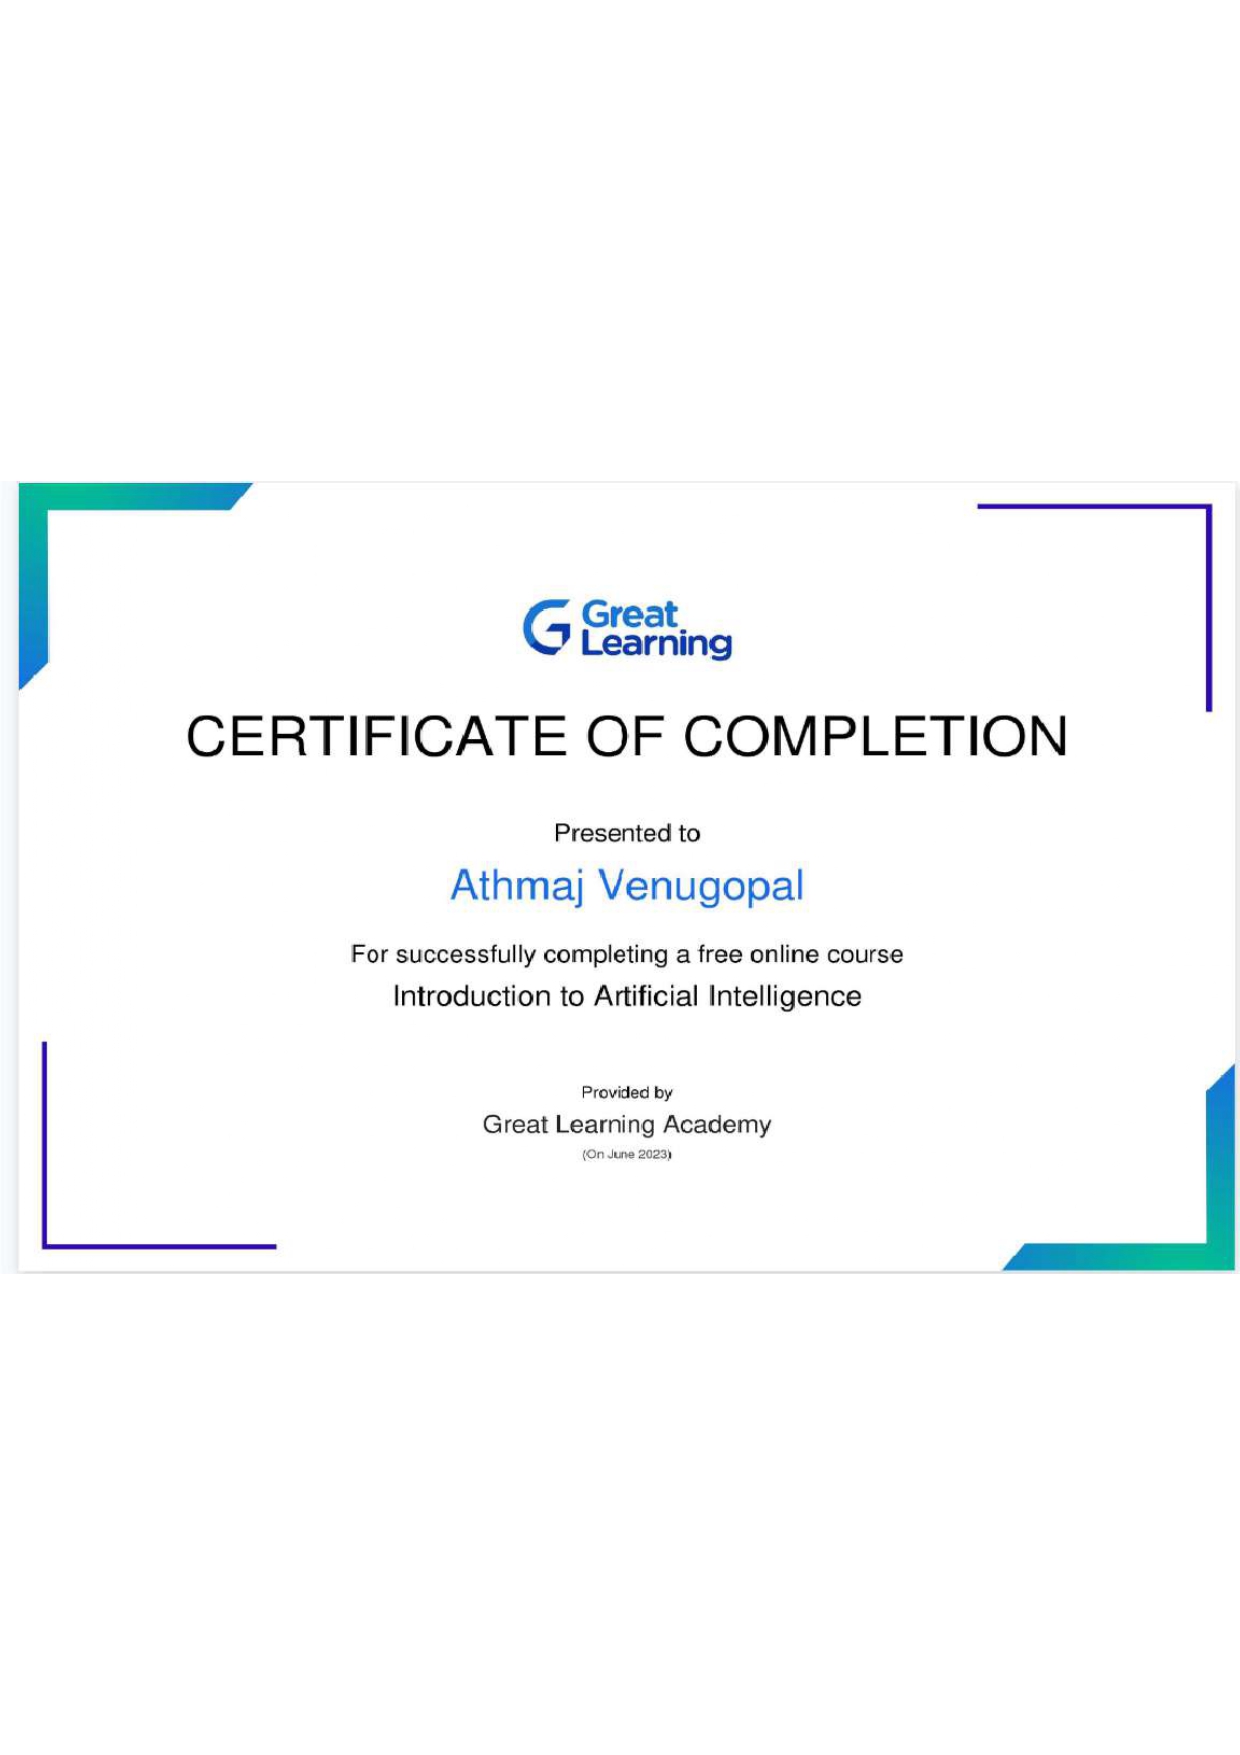 Great
Learning
CERTIFICATE OF COMPLETION
Presented to
Athmaj Venugopal
For successfully completing a free online course
Introduction to Artificial Intelligence
Provided by
Great Learning Academy
(On June 2023)